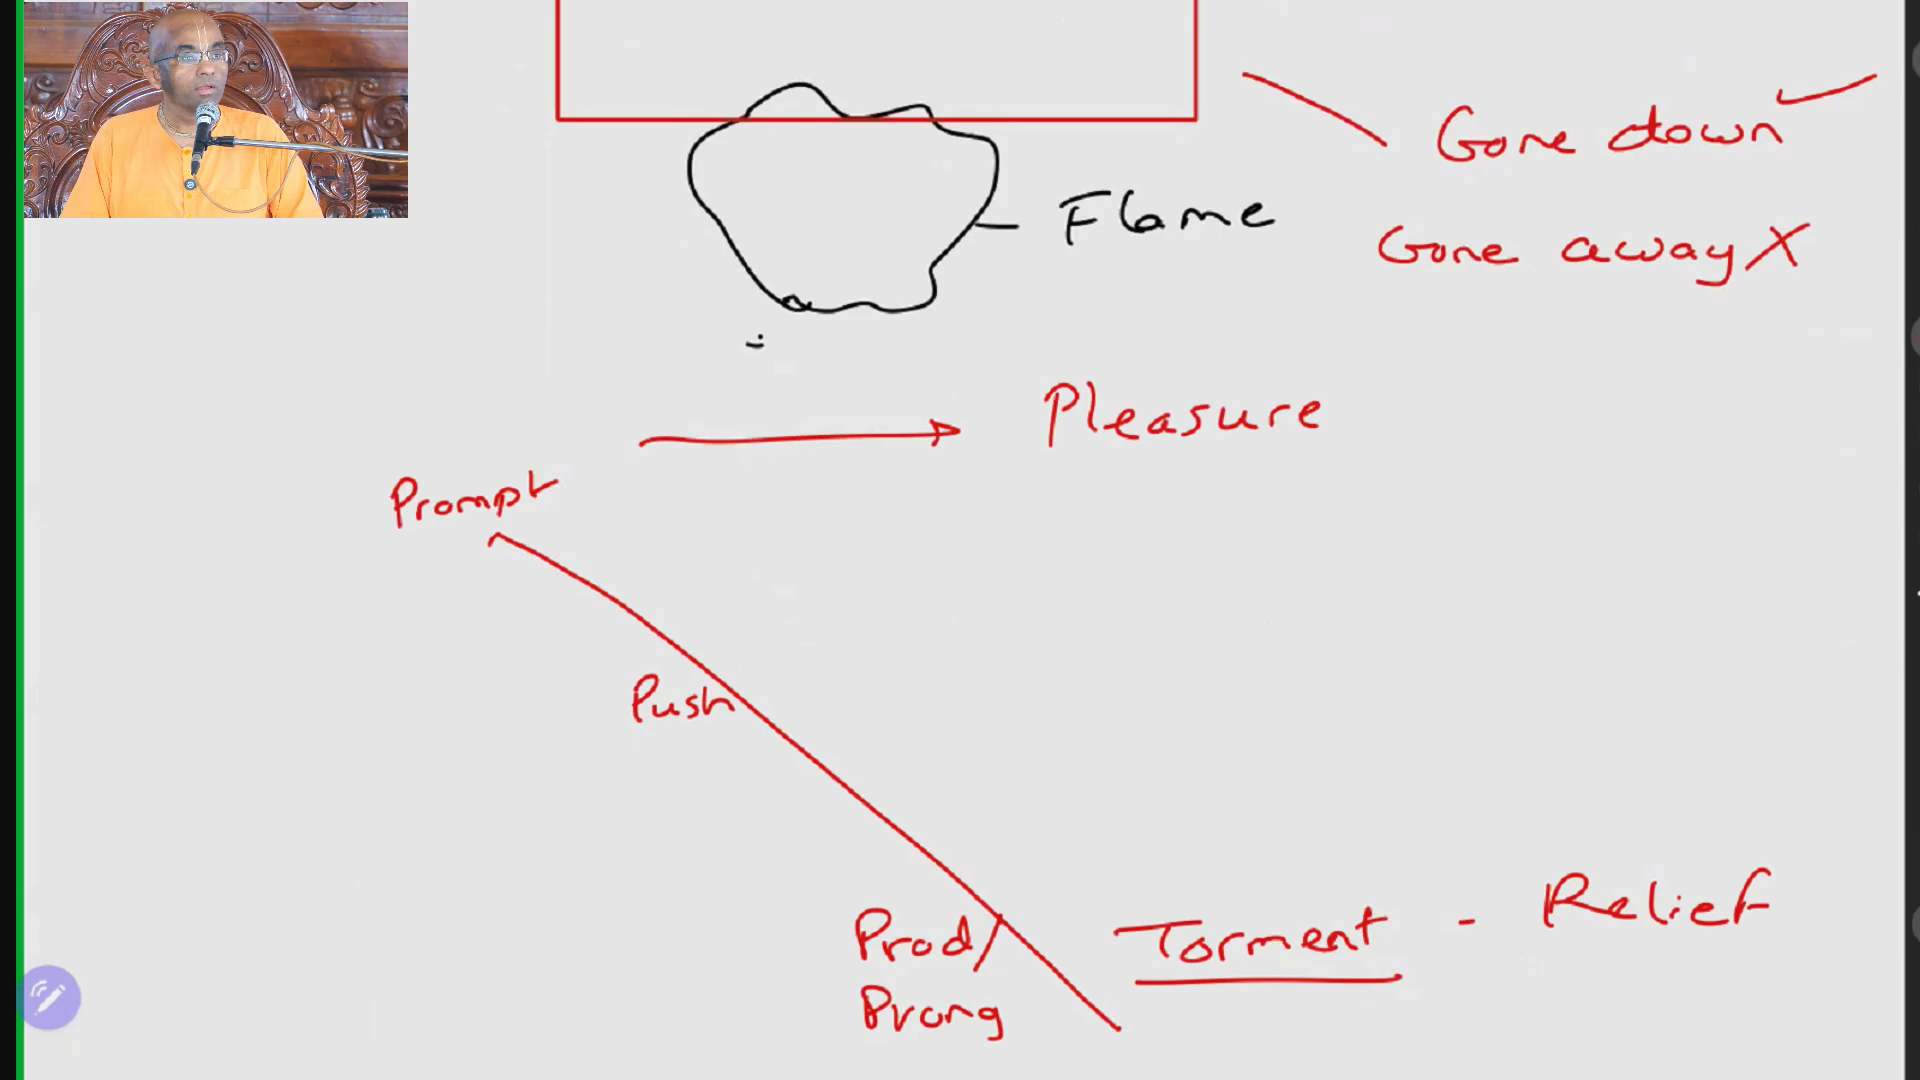 Gone down
Flame
Gone away X
Pleasure
Prompt
Push
Prod/
Prong
Torment - Relief